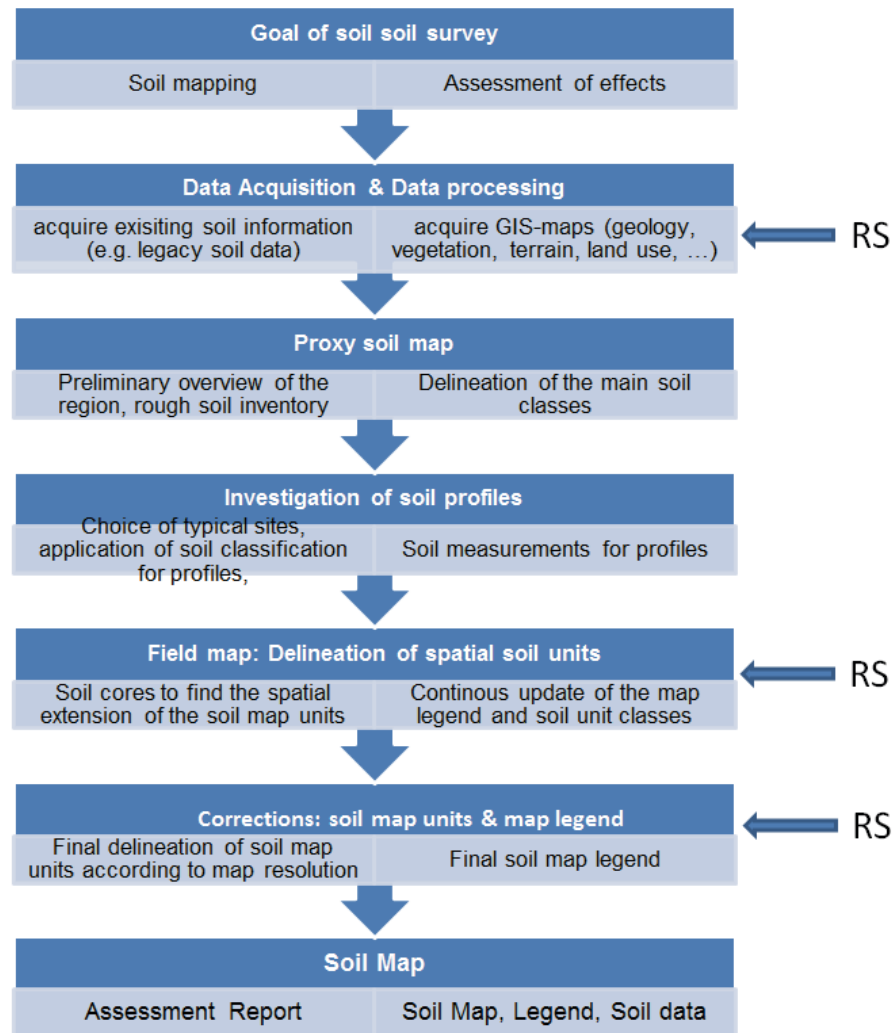 Goal of soil soil survey
Soil mapping
Assessment of effects
Data Acquisition & Data processing
acquire exisiting soil information
(e.g. legacy soil data)
acquire GIS-maps (geology,
vegetation, terrain, land use, …)
RS
Proxy soil map
Preliminary overview of the
region, rough soil inventory
Delineation of the main soil
classes
Investigation of soil profiles
Choice of typical sites,
application of soil classification
for profiles,
Soil measurements for profiles
Field map: Delineation of spatial soil units
RS
Soil cores to find the spatial
extension of the soil map units
Continous update of the map
legend and soil unit classes
Corrections: soil map units & map legend
RS
Final delineation of soil map
units according to map resolution
Final soil map legend
Soil Map
Assessment Report
Soil Map, Legend, Soil data